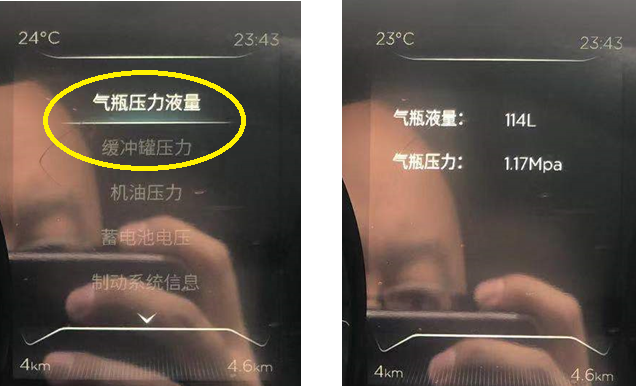 24°C 23:43
气瓶压力液量
缓冲罐压力
机油压力
蓄电池电压
制动系统信息
4km 4.6km
23°C 23:43
气瓶液量： 114L
气瓶压力： 1.17Mpa
4km 4.6km